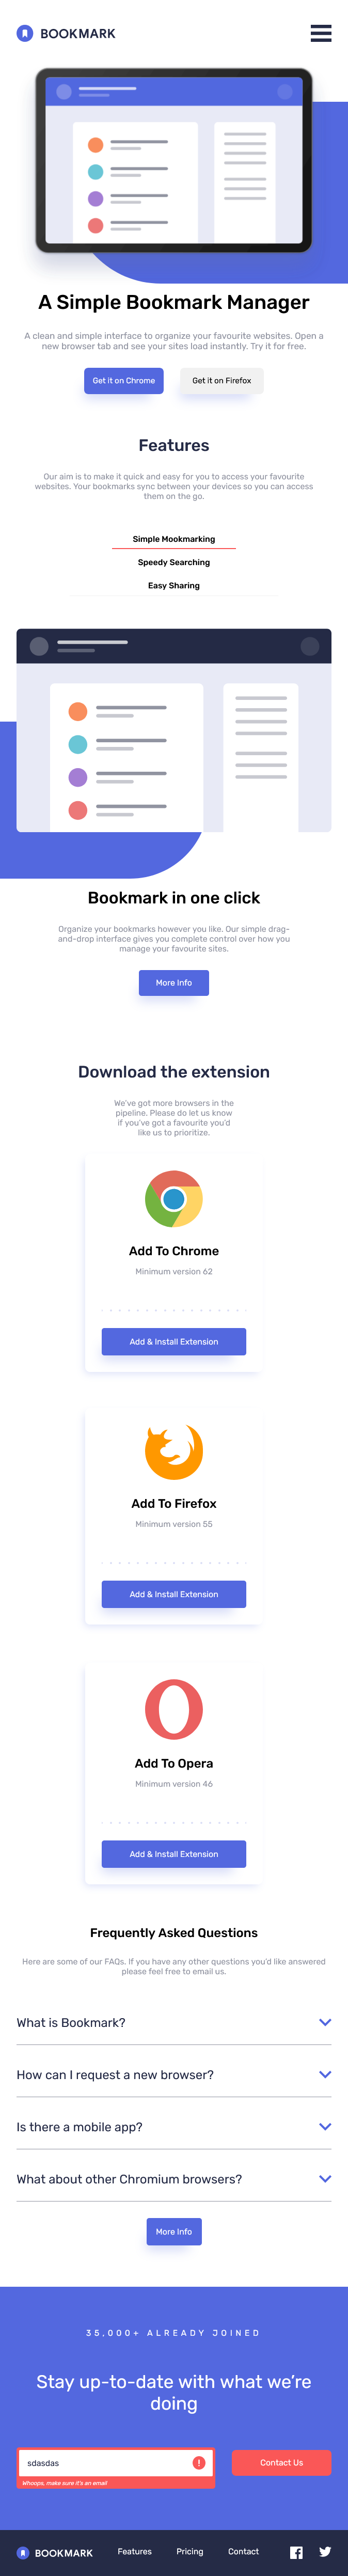 BOOKMARK
A Simple Bookmark Manager
A clean and simple interface to organize your favourite websites. Open a
new browser tab and see your sites load instantly. Try it for free.
Get it on Chrome
Get it on Firefox
Features
Our aim is to make it quick and easy for you to access your favourite
websites. Your bookmarks sync between your devices so you can access
them on the go.
Simple Mookmarking
Speedy Searching
Easy Sharing
Bookmark in one click
Organize your bookmarks however you like. Our simple drag-
and-drop interface gives you complete control over how you
manage your favourite sites.
More Info
Download the extension
We've got more browsers in the
pipeline. Please do let us know
if you've got a favourite you'd
like us to prioritize.
Add To Chrome
Minimum version 62
Add & Install Extension
Add To Firefox
Minimum version 55
Add & Install Extension
Add To Opera
Minimum version 46
Add & Install Extension
Frequently Asked Questions
Here are some of our FAQs. If you have any other questions you'd like answered
please feel free to email us.
What is Bookmark?
How can I request a new browser?
Is there a mobile app?
What about other Chromium browsers?
More Info
35,000+ ALREADY JOINED
Stay up-to-date with what we're
doing
sdasdas
Whoops, make sure it's an email
Contact Us
BOOKMARK
Features
Pricing
Contact